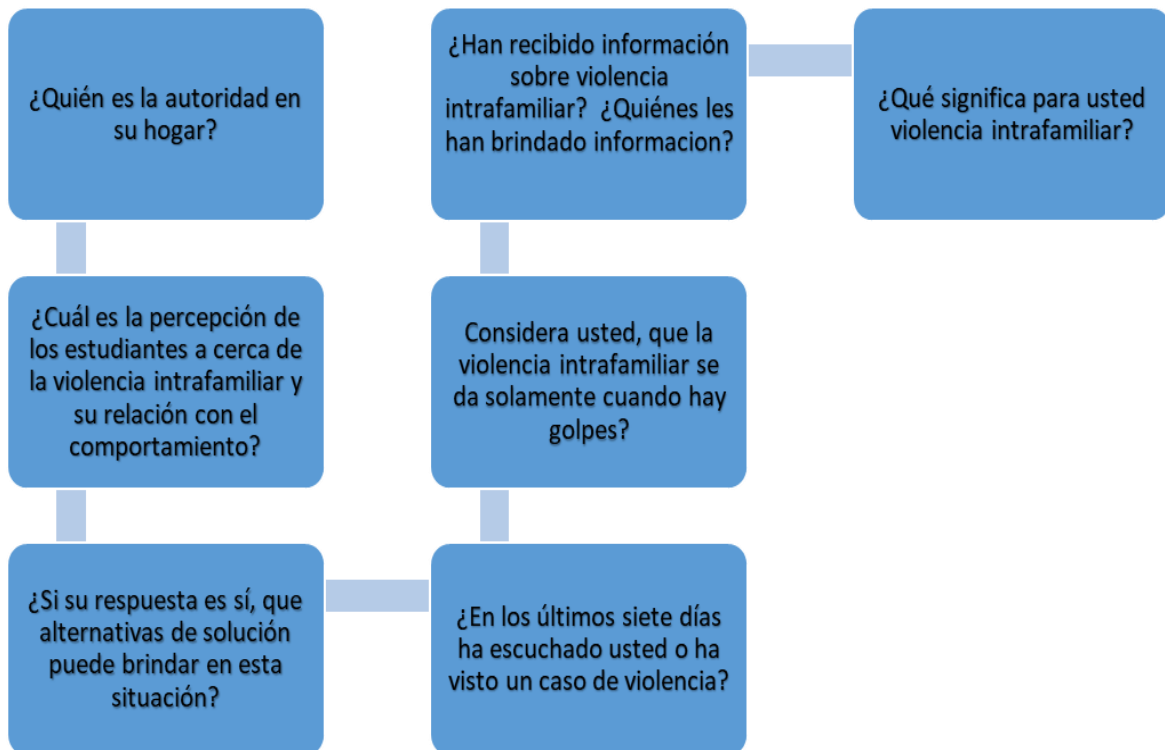 ¿Quién es la autoridad en
su hogar?
¿Cuál es la percepción de
los estudiantes a cerca de
la violencia intrafamiliar y
su relación con el
comportamiento?
¿Si su respuesta es sí, que
alternativas de solución
puede brindar en esta
situación?
¿En los últimos siete días
ha escuchado usted o ha
visto un caso de violencia?
Considera usted, que la
violencia intrafamiliar se
da solamente cuando hay
golpes?
¿Han recibido información
sobre violencia
intrafamiliar? ¿Quiénes les
han brindado informacion?
¿Qué significa para usted
violencia intrafamiliar?